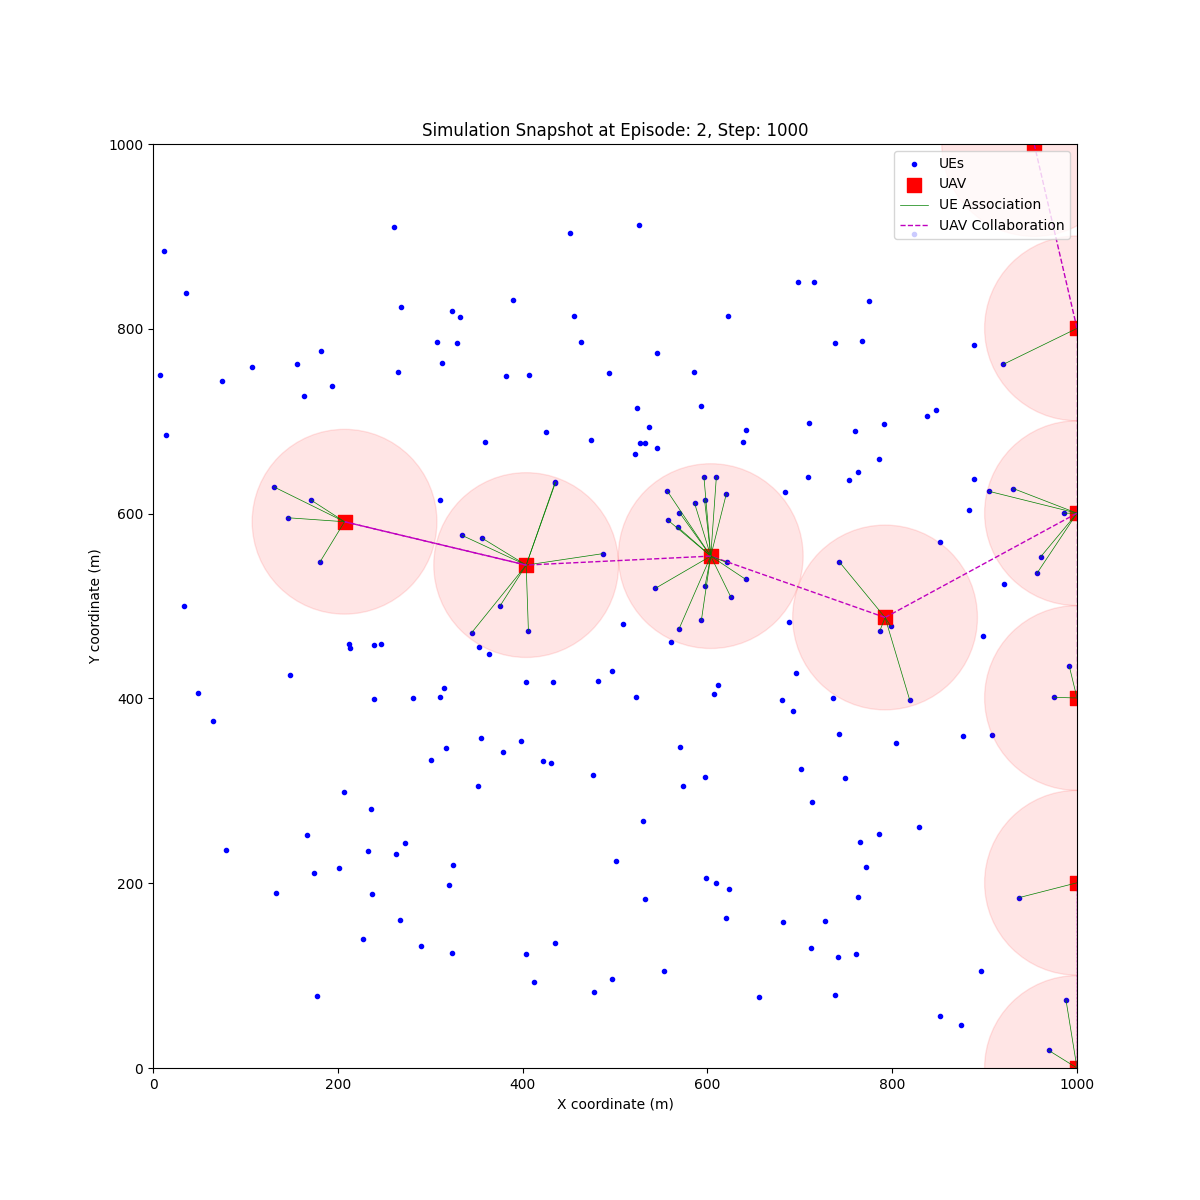 Simulation Snapshot at Episode: 2, Step: 1000
UEs
UAV
UE Association
UAV Collaboration
1000
800
600
400
200
0
Y coordinate (m)
0 200 400 600 800 1000
X coordinate (m)